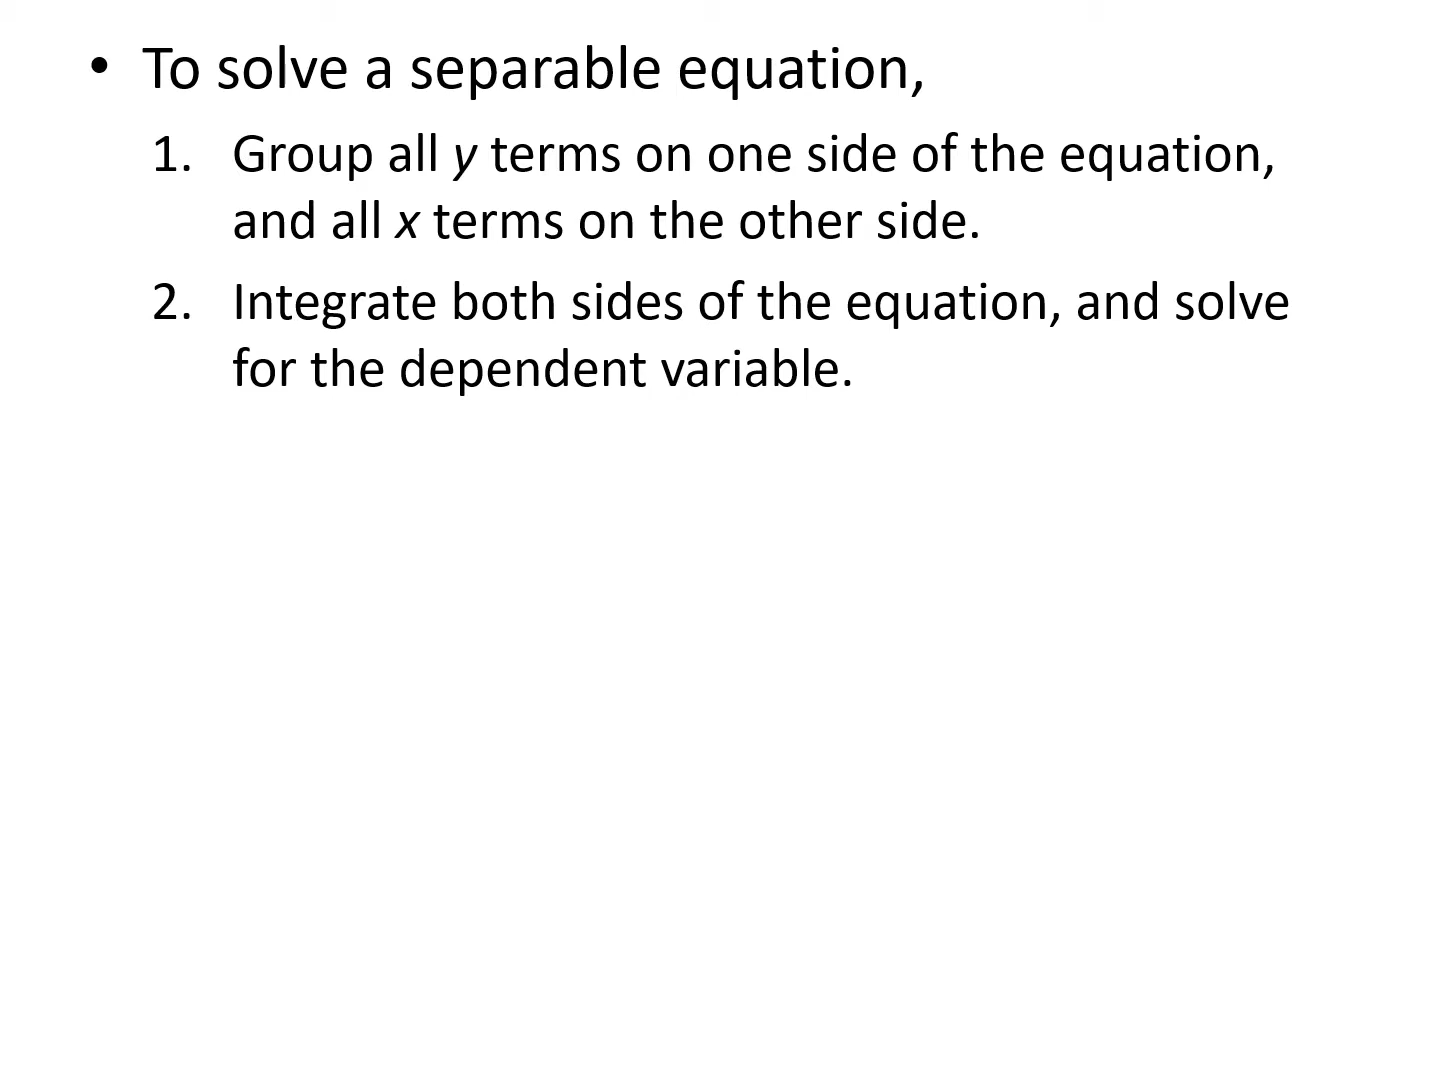 • To solve a separable equation,
1. Group all y terms on one side of the equation,
and all x terms on the other side.
2. Integrate both sides of the equation, and solve
for the dependent variable.